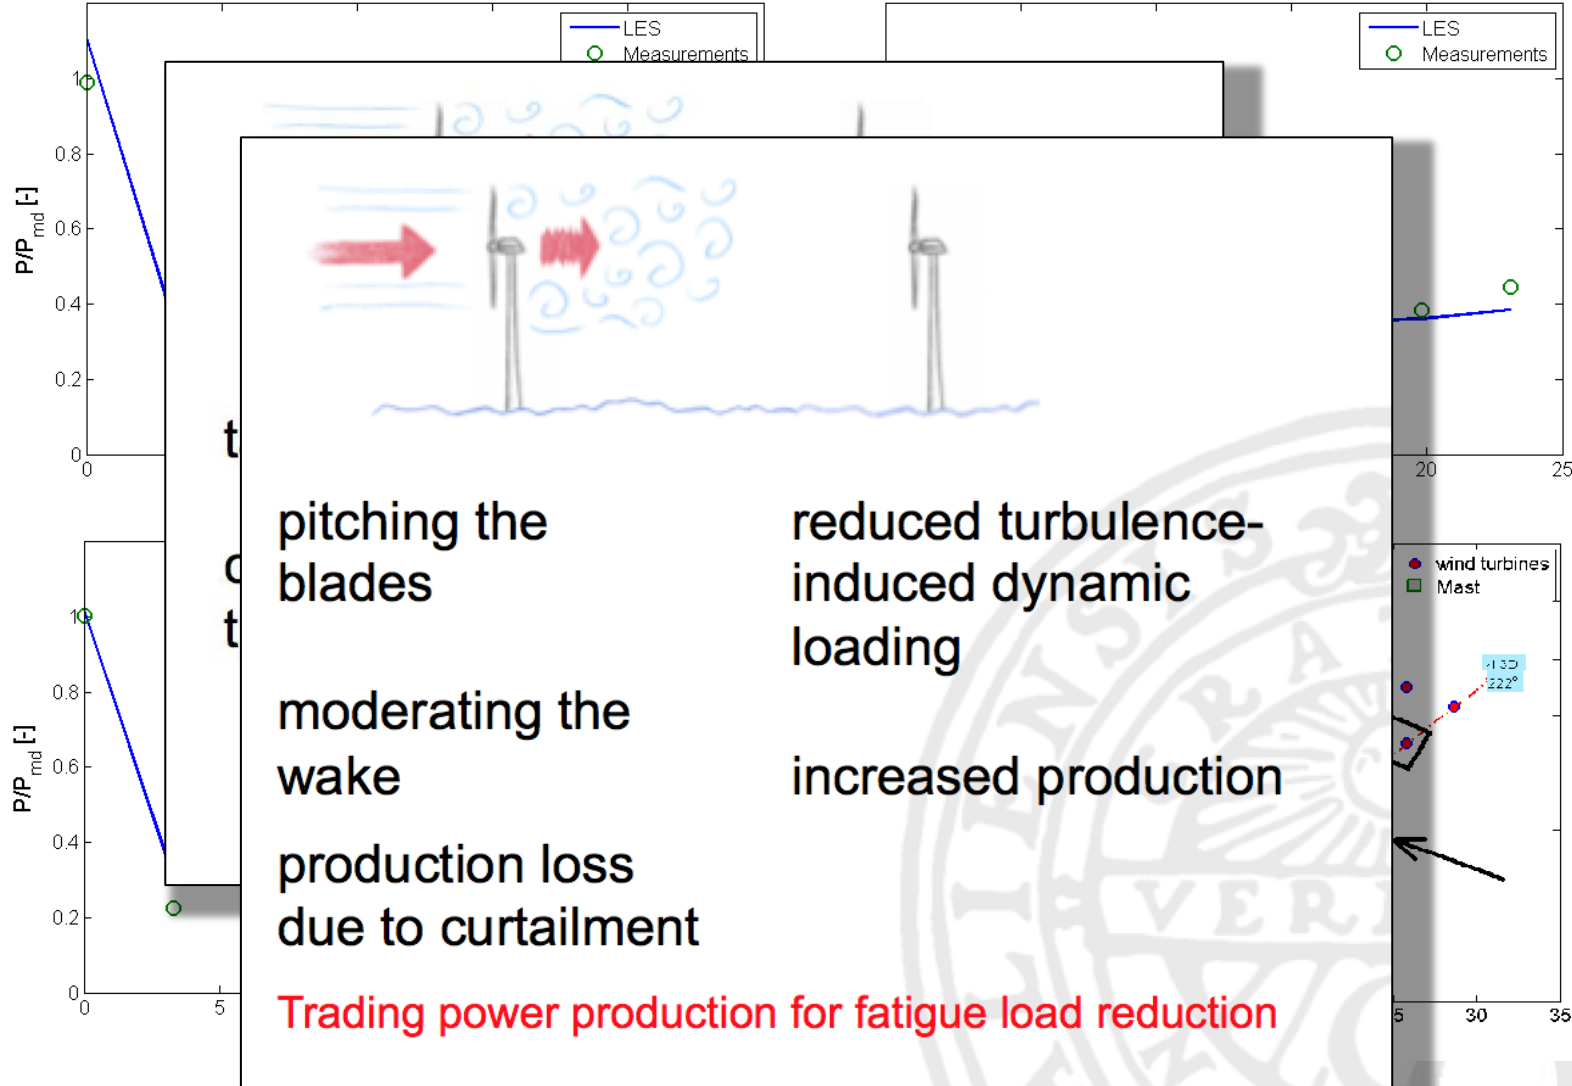 LES
Measurements
LES
Measurements
P/P_md [-]
1
0.8
0.6
0.4
0.2
0
0
20
25
pitching the
blades
moderating the
wake
production loss
due to curtailment
reduced turbulence-
induced dynamic
loading
increased production
Trading power production for fatigue load reduction
P/P_md [-]
1
0.8
0.6
0.4
0.2
0
0
5
wind turbines
Mast
222°
5
30
35
VER